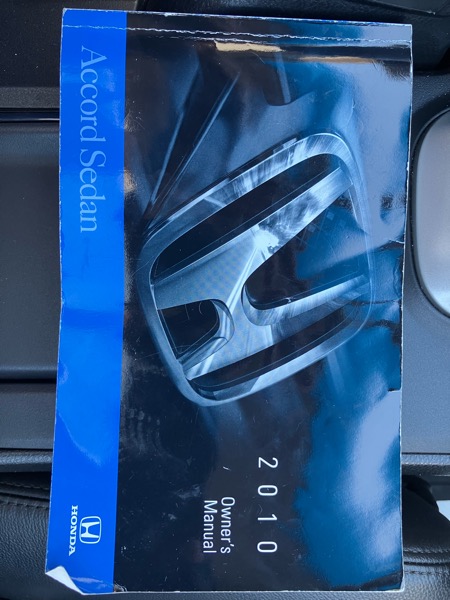 Accord Sedan
2010
Owner's
Manual
HONDA